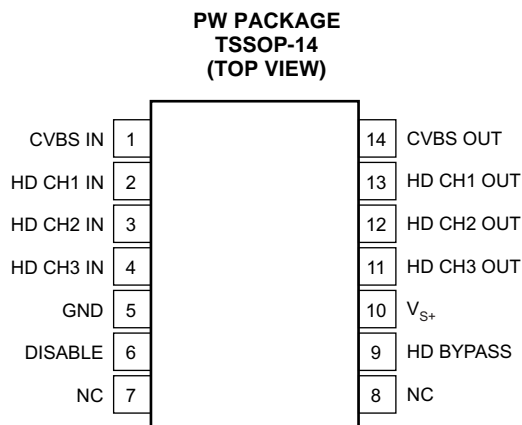 PW PACKAGE
TSSOP-14
(TOP VIEW)
CVBS IN 1 14 CVBS OUT
HD CH1 IN 2 13 HD CH1 OUT
HD CH2 IN 3 12 HD CH2 OUT
HD CH3 IN 4 11 HD CH3 OUT
GND 5 10 VS+
DISABLE 6 9 HD BYPASS
NC 7 8 NC